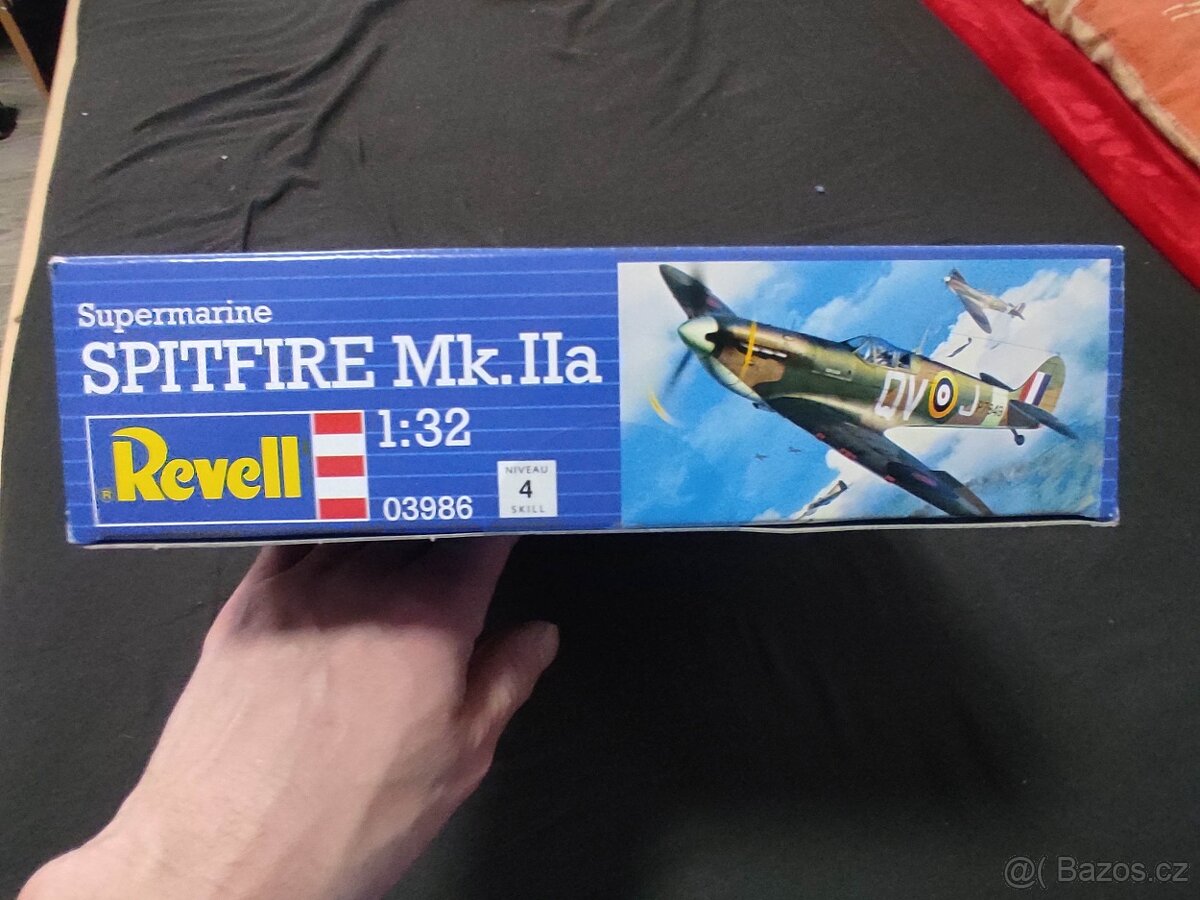 Supermarine
SPITFIRE Mk.IIa
1:32
Revell
®
03986
NIVEAU
4
SKILL
QV J
@( Bazos.cz